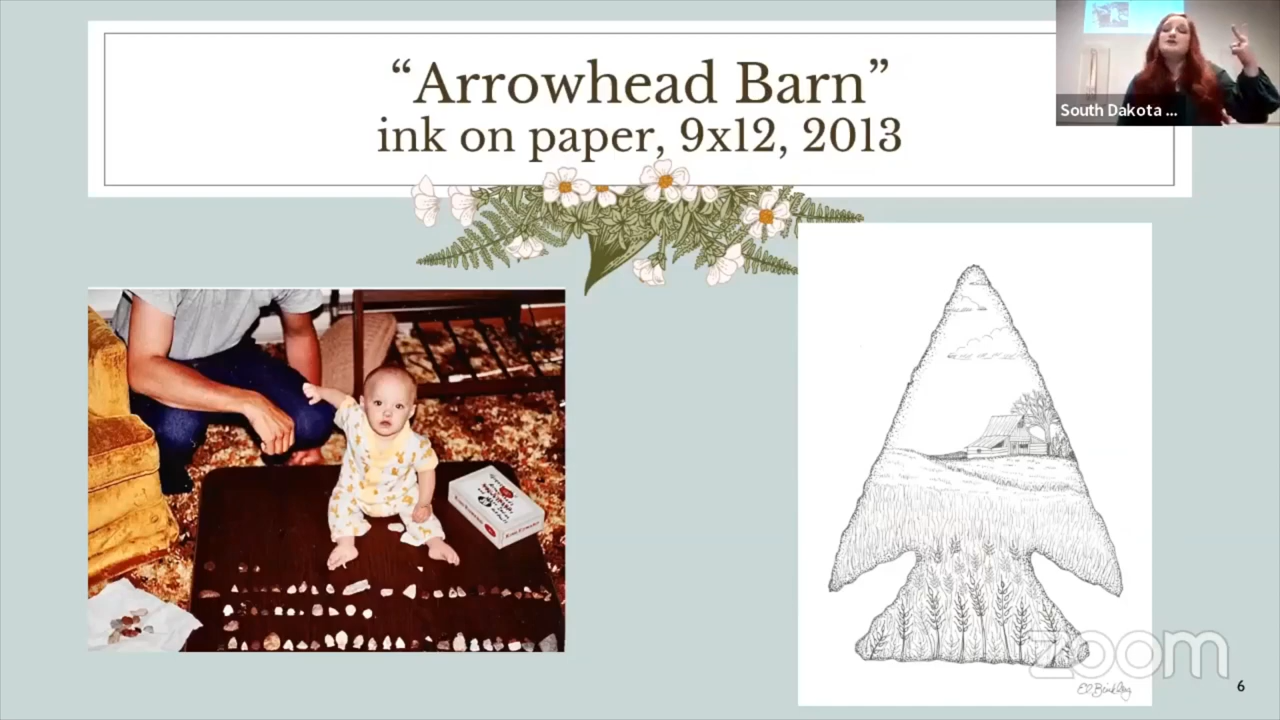 “Arrowhead Barn”
ink on paper, 9x12, 2013
South Dakota ...
zoom
6